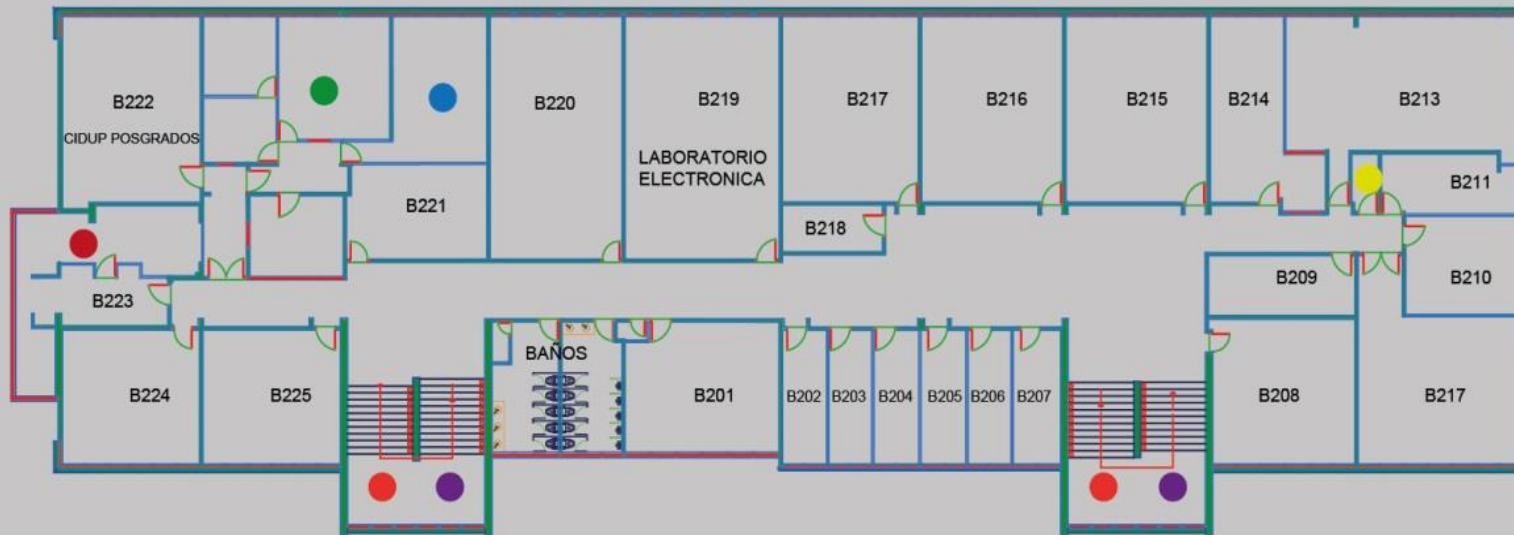 B222
CIDUP POSGRADOS
B220
B219
LABORATORIO
ELECTRONICA
B217
B216
B215
B214
B213
B221
B218
B211
B223
B209
B210
BAÑOS
B224
B225
B201
B202
B203
B204
B205
B206
B207
B208
B217